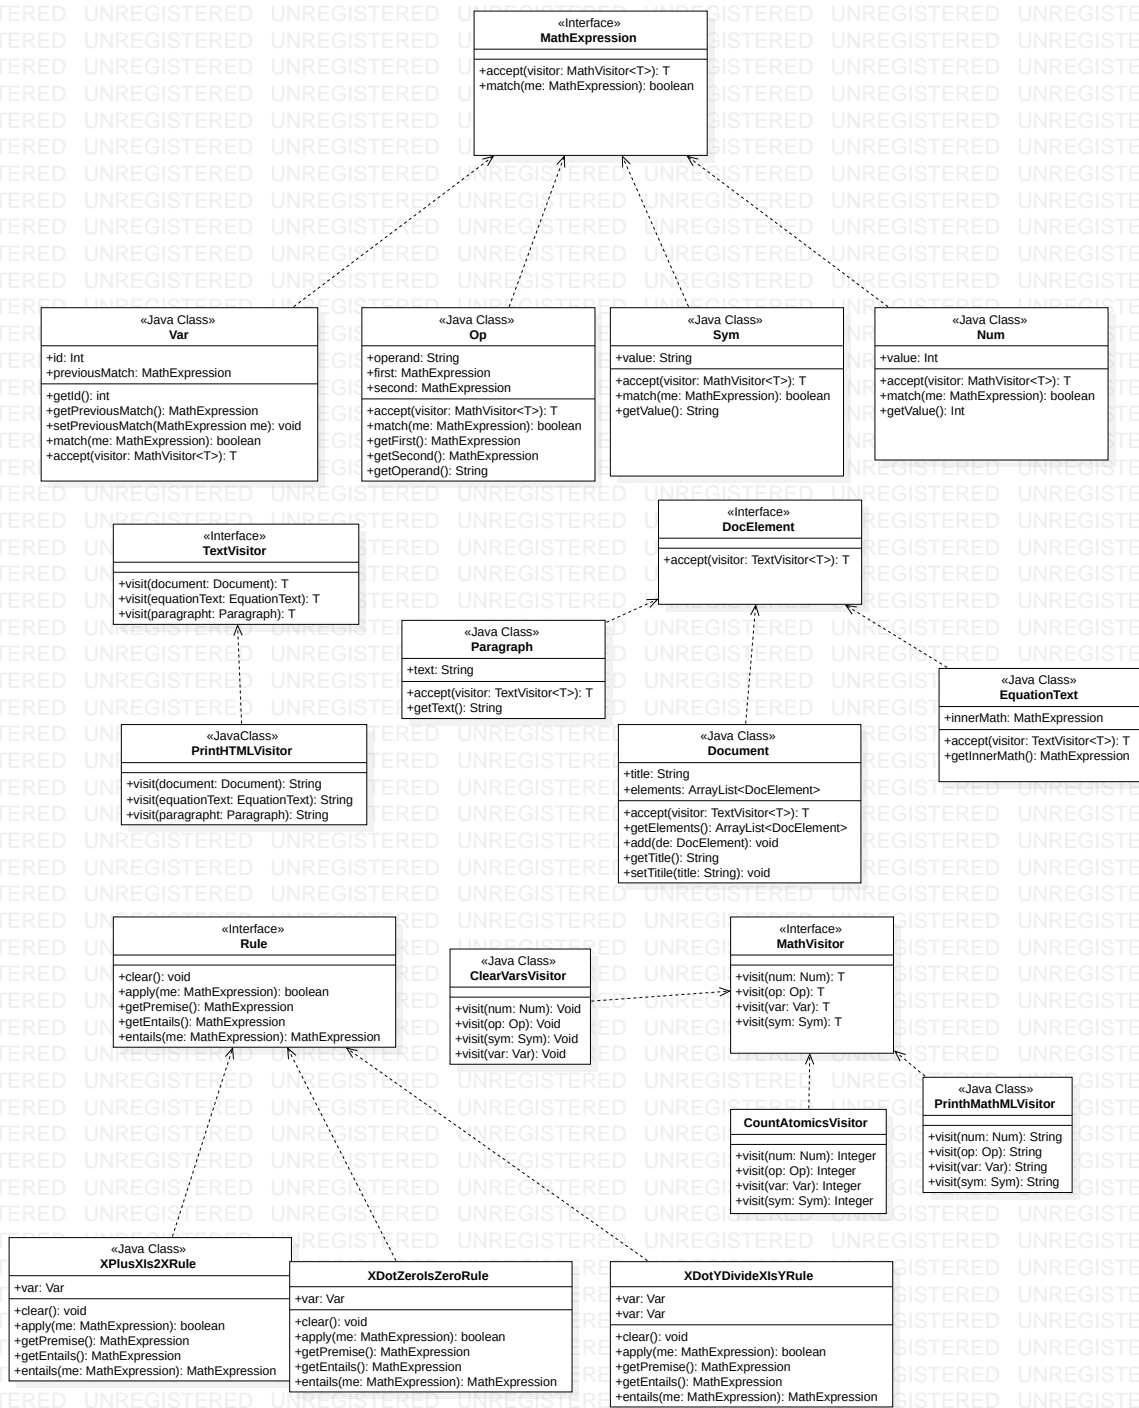 «Interface»
MathExpression
+accept(visitor: MathVisitor<T>): T
+match(me: MathExpression): boolean
«Java Class»
Var
+id: Int
+previousMatch: MathExpression
+getId(): int
+getPreviousMatch(): MathExpression
+setPreviousMatch(MathExpression me): void
+match(me: MathExpression): boolean
+accept(visitor: MathVisitor<T>): T
«Java Class»
Op
+operand: String
+first: MathExpression
+second: MathExpression
+accept(visitor: MathVisitor<T>): T
+match(me: MathExpression): boolean
+getFirst(): MathExpression
+getSecond(): MathExpression
+getOperand(): String
«Java Class»
Sym
+value: String
+accept(visitor: MathVisitor<T>): T
+match(me: MathExpression): boolean
+getValue(): String
«Java Class»
Num
+value: Int
+accept(visitor: MathVisitor<T>): T
+match(me: MathExpression): boolean
+getValue(): Int
«Interface»
TextVisitor
+visit(document: Document): T
+visit(equationText: EquationText): T
+visit(paragrapht: Paragraph): T
«Interface»
DocElement
+accept(visitor: TextVisitor<T>): T
«Java Class»
Paragraph
+text: String
+accept(visitor: TextVisitor<T>): T
+getText(): String
«Java Class»
EquationText
+innerMath: MathExpression
+accept(visitor: TextVisitor<T>): T
+getInnerMath(): MathExpression
«JavaClass»
PrintHTMLVisitor
+visit(document: Document): String
+visit(equationText: EquationText): String
+visit(paragrapht: Paragraph): String
«Java Class»
Document
+title: String
+elements: ArrayList<DocElement>
+accept(visitor: TextVisitor<T>): T
+getElements(): ArrayList<DocElement>
+add(de: DocElement): void
+getTitle(): String
+setTitile(title: String): void
«Interface»
Rule
+clear(): void
+apply(me: MathExpression): boolean
+getPremise(): MathExpression
+getEntails(): MathExpression
+entails(me: MathExpression): MathExpression
«Java Class»
ClearVarsVisitor
+visit(num: Num): Void
+visit(op: Op): Void
+visit(sym: Sym): Void
+visit(var: Var): Void
«Interface»
MathVisitor
+visit(num: Num): T
+visit(op: Op): T
+visit(var: Var): T
+visit(sym: Sym): T
CountAtomicsVisitor
+visit(num: Num): Integer
+visit(op: Op): Integer
+visit(var: Var): Integer
+visit(sym: Sym): Integer
«Java Class»
PrinthMathMLVisitor
+visit(num: Num): String
+visit(op: Op): String
+visit(var: Var): String
+visit(sym: Sym): String
«Java Class»
XPlusXIs2XRule
+var: Var
+clear(): void
+apply(me: MathExpression): boolean
+getPremise(): MathExpression
+getEntails(): MathExpression
+entails(me: MathExpression): MathExpression
XDotZeroIsZeroRule
+var: Var
+clear(): void
+apply(me: MathExpression): boolean
+getPremise(): MathExpression
+getEntails(): MathExpression
+entails(me: MathExpression): MathExpression
XDotYDivideXIsYRule
+var: Var
+var: Var
+clear(): void
+apply(me: MathExpression): boolean
+getPremise(): MathExpression
+getEntails(): MathExpression
+entails(me: MathExpression): MathExpression